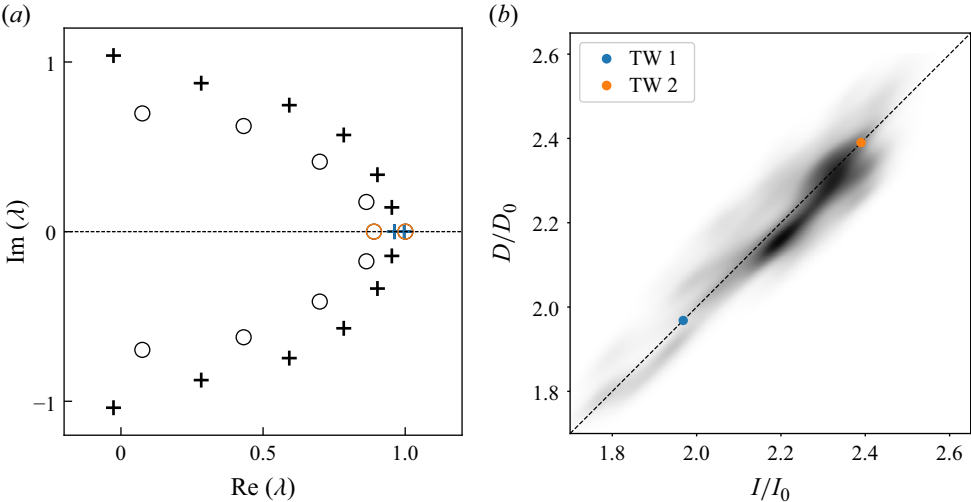 (a)
1
0
−1
Im (λ)
0
0.5
1.0
Re (λ)
(b)
TW 1
TW 2
2.6
2.4
2.2
2.0
1.8
D/D₀
1.8
2.0
2.2
2.4
2.6
I/I₀